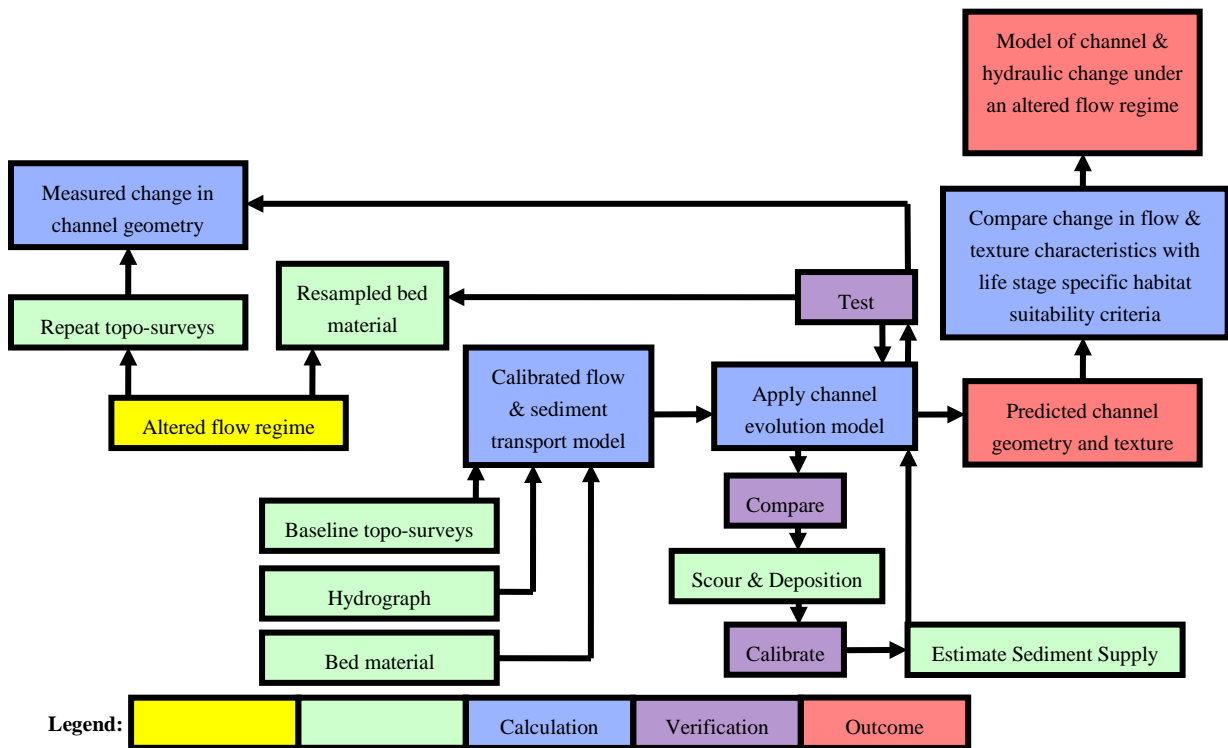 Model of channel &
hydraulic change under
an altered flow regime
Measured change in
channel geometry
Compare change in flow &
texture characteristics with
life stage specific habitat
suitability criteria
Resampled bed
material
Test
Repeat topo-surveys
Calibrated flow
& sediment
transport model
Apply channel
evolution model
Predicted channel
geometry and texture
Altered flow regime
Compare
Baseline topo-surveys
Scour & Deposition
Hydrograph
Calibrate
Estimate Sediment Supply
Bed material
Legend:
Calculation
Verification
Outcome